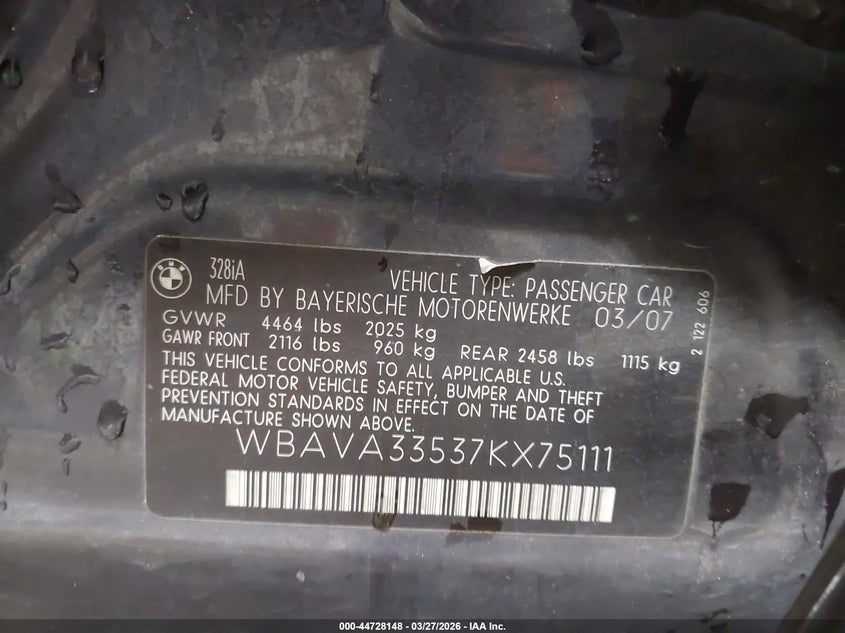 BMW
328iA
VEHICLE TYPE: PASSENGER CAR
MFD BY BAYERISCHE MOTORENWERKE 03/07
GVWR 4464 lbs 2025 kg
GAWR FRONT 2116 lbs 960 kg REAR 2458 lbs 1115 kg
THIS VEHICLE CONFORMS TO ALL APPLICABLE U.S.
FEDERAL MOTOR VEHICLE SAFETY, BUMPER AND THEFT
PREVENTION STANDARDS IN EFFECT ON THE DATE OF
MANUFACTURE SHOWN ABOVE.
WBAVA33537KX75111
2 122 606
000-44728148 - 03/27/2026 - IAA Inc.